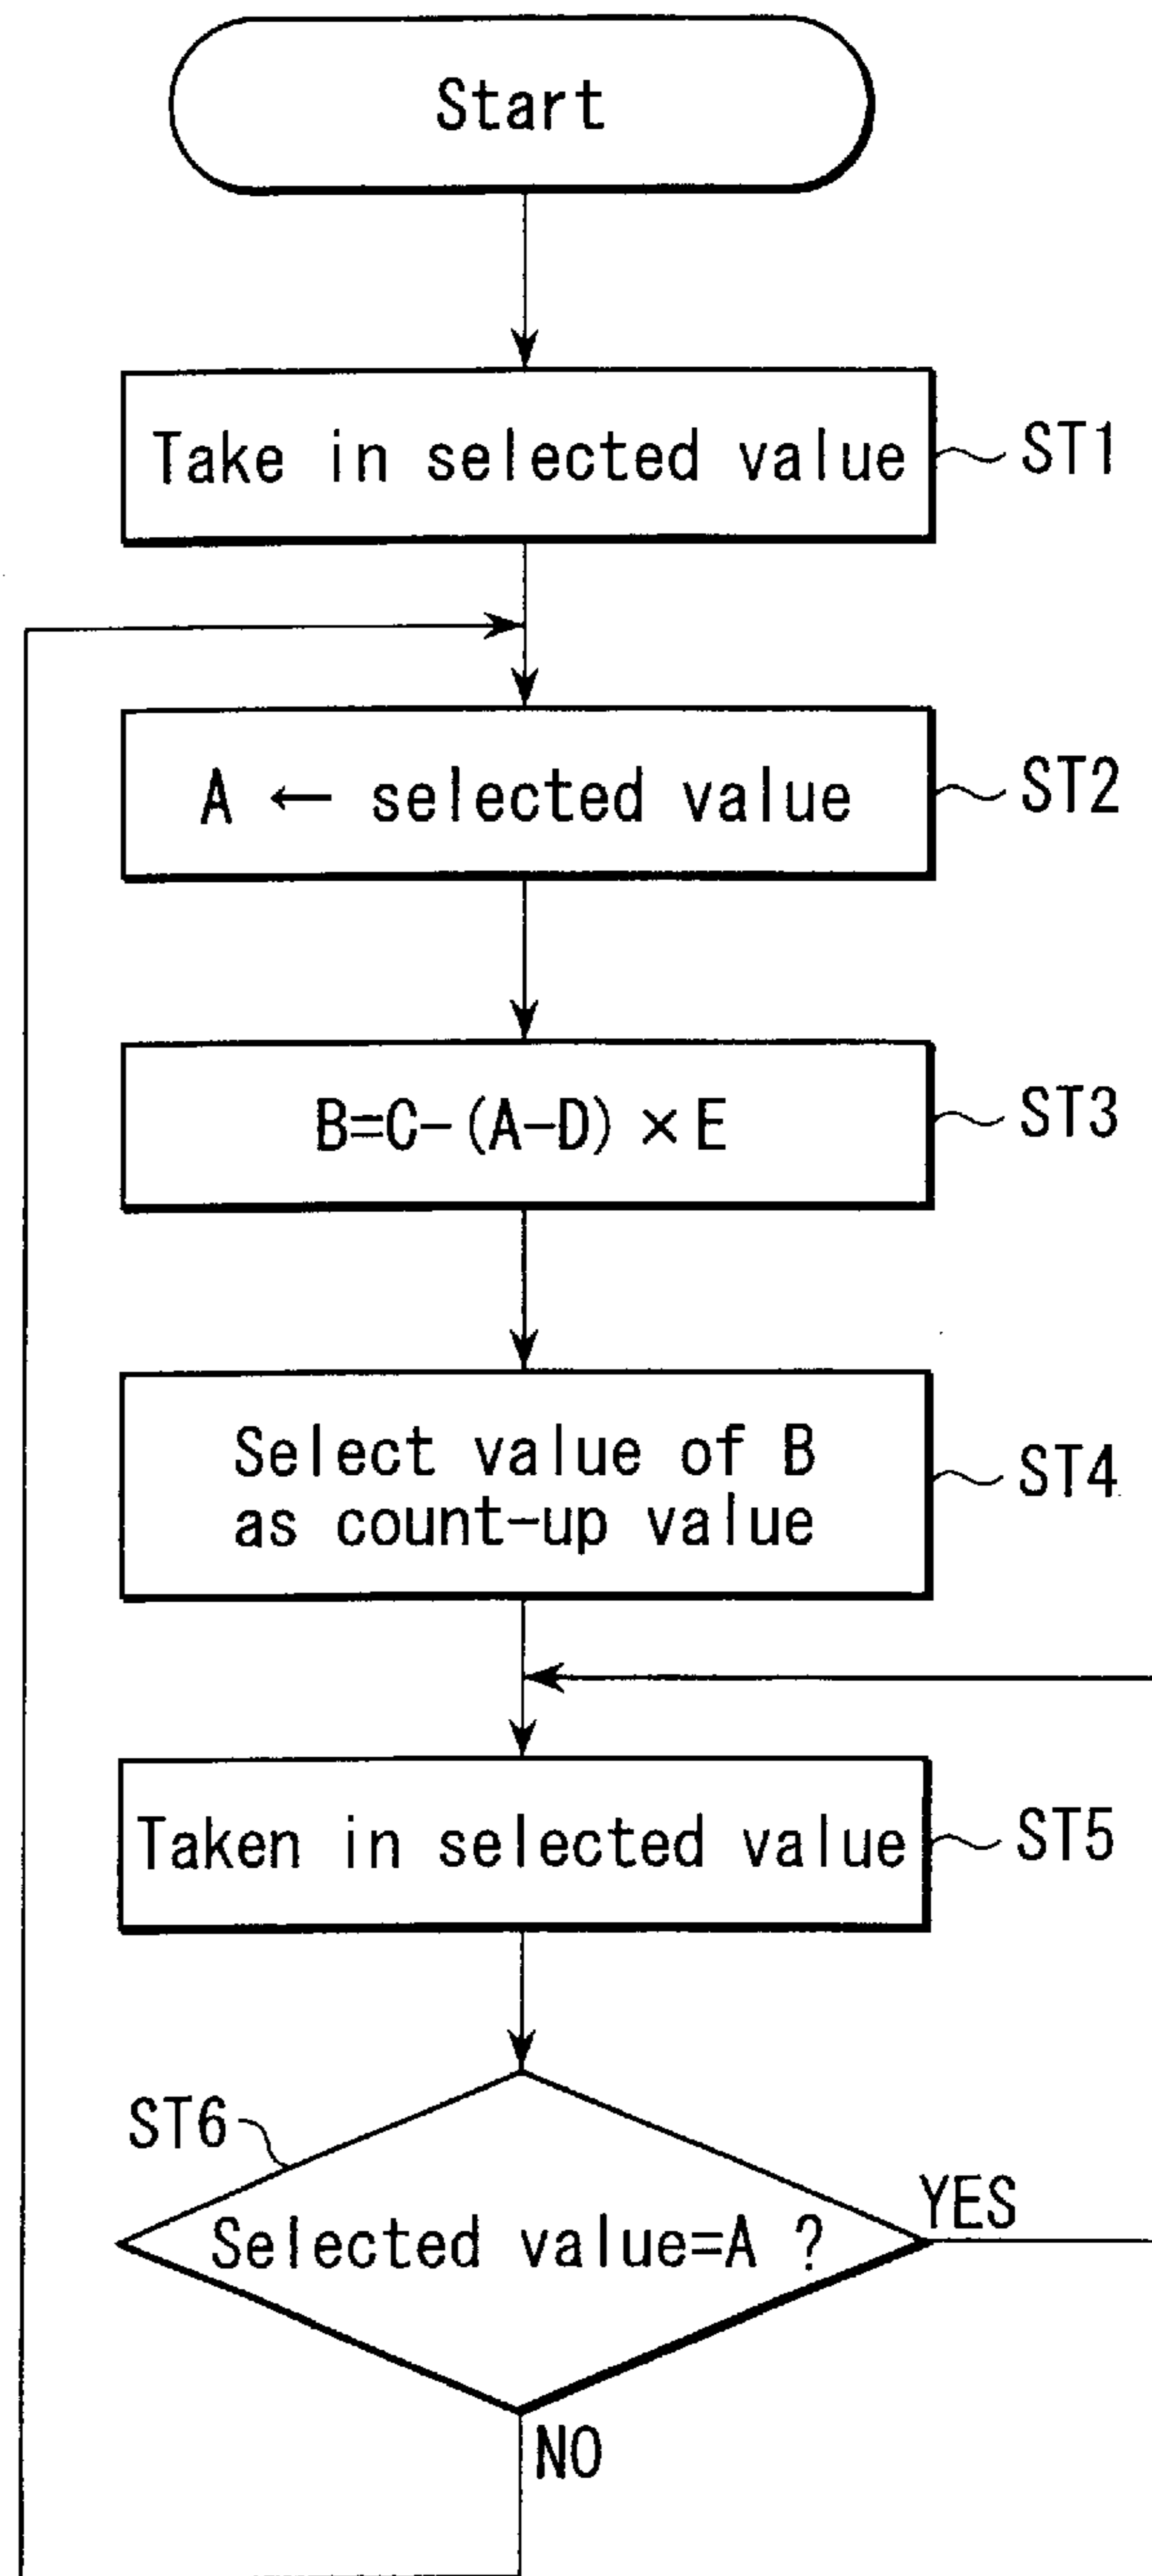 Start
Take in selected value
ST1
A ← selected value
ST2
B=C-(A-D)×E
ST3
Select value of B
as count-up value
ST4
Taken in selected value
ST5
ST6
Selected value=A ?
YES
NO